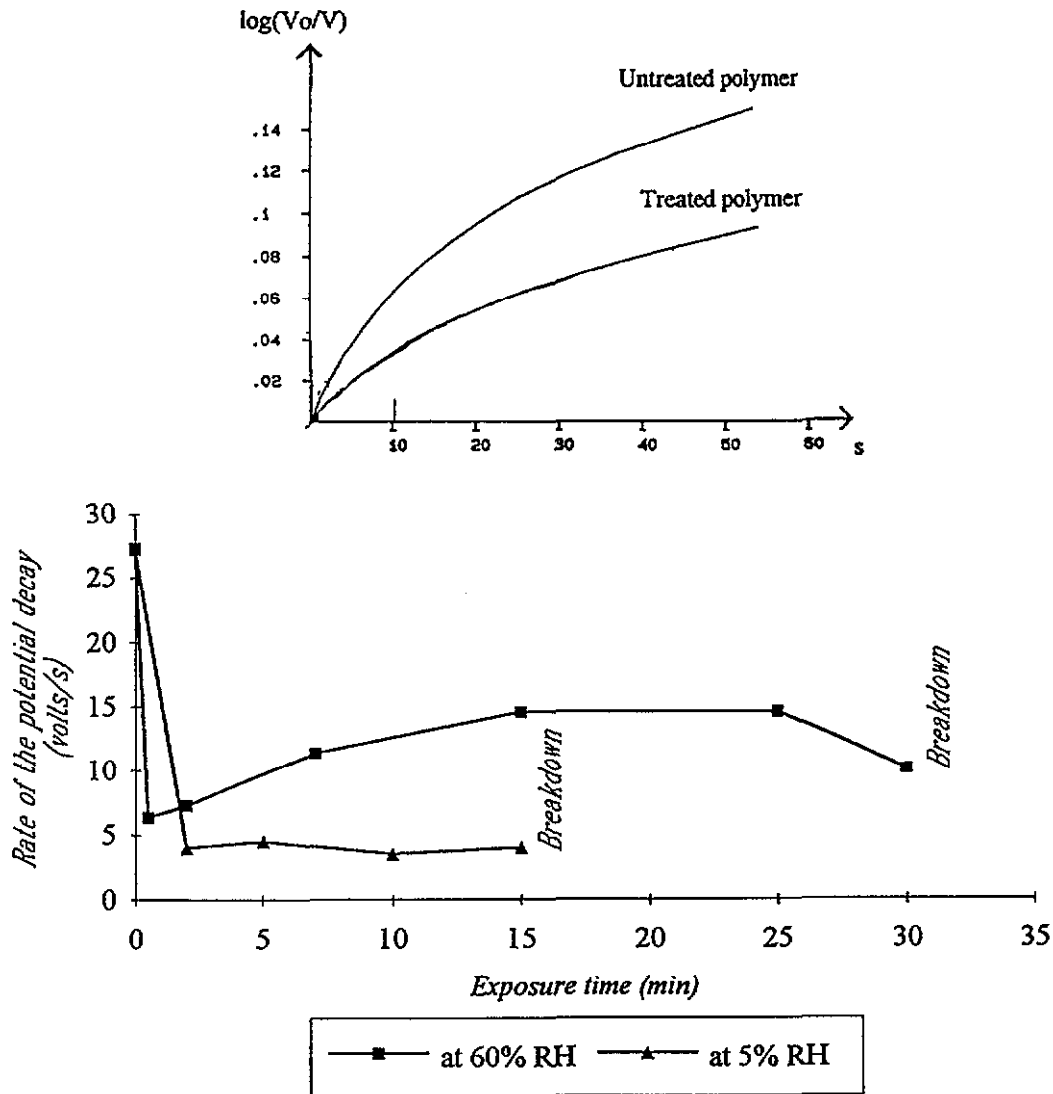 log(Vo/V)
Untreated polymer
.14
.12
.1
Treated polymer
.08
.06
.04
.02
10 20 30 40 50 60 s
30
25
20
15
10
5
0
Rate of the potential decay
(volts/s)
Breakdown
Breakdown
0 5 10 15 20 25 30 35
Exposure time (min)
at 60% RH at 5% RH